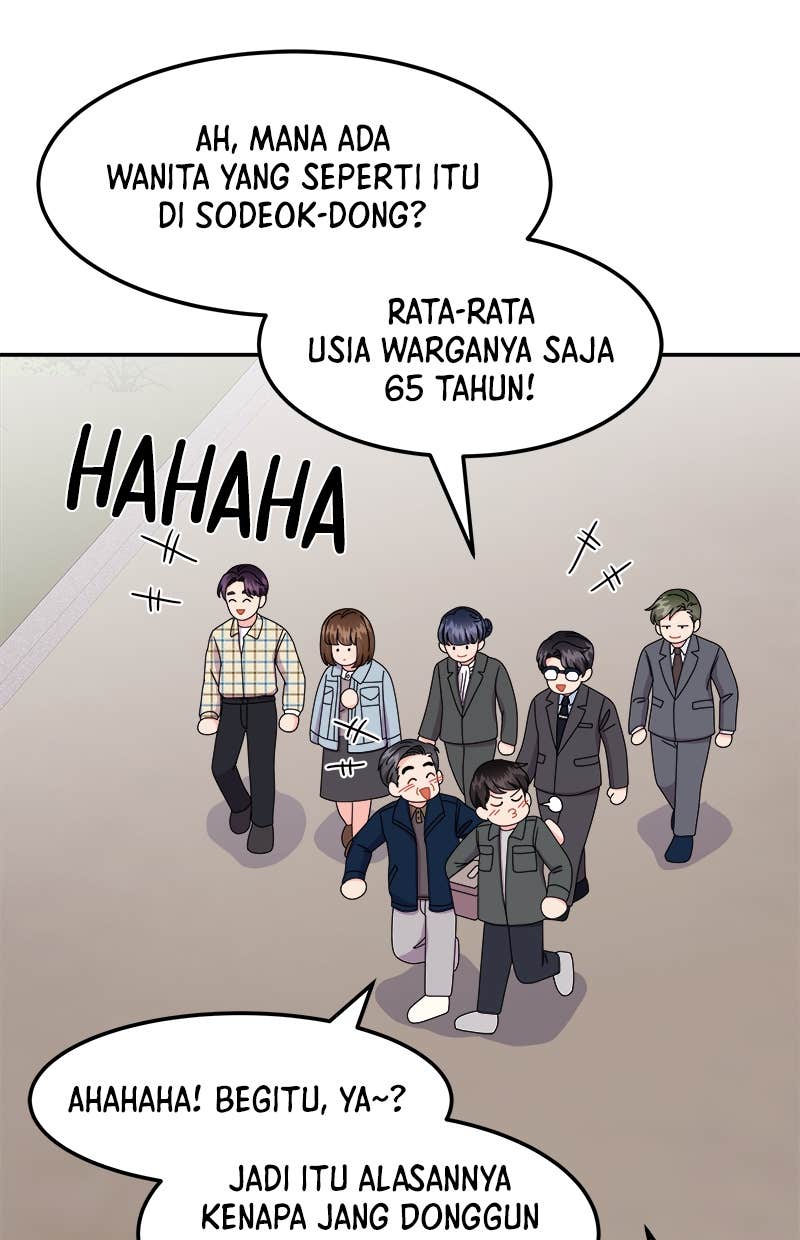 AH, MANA ADA
WANITA YANG SEPERTI ITU
DI SODEOK-DONG?
RATA-RATA
USIA WARGANYA SAJA
65 TAHUN!
HAHAHA
AHAHAHA! BEGITU, YA~?
JADI ITU ALASANNYA
KENAPA JANG DONGGUN